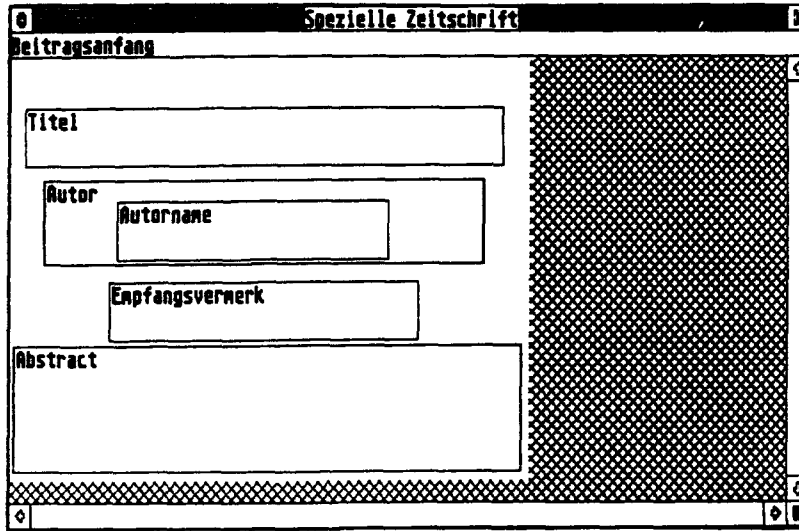 Spezielle Zeitschrift
Beitragsanfang
Titel
Autor
Autorname
Empfangsvermerk
Abstract